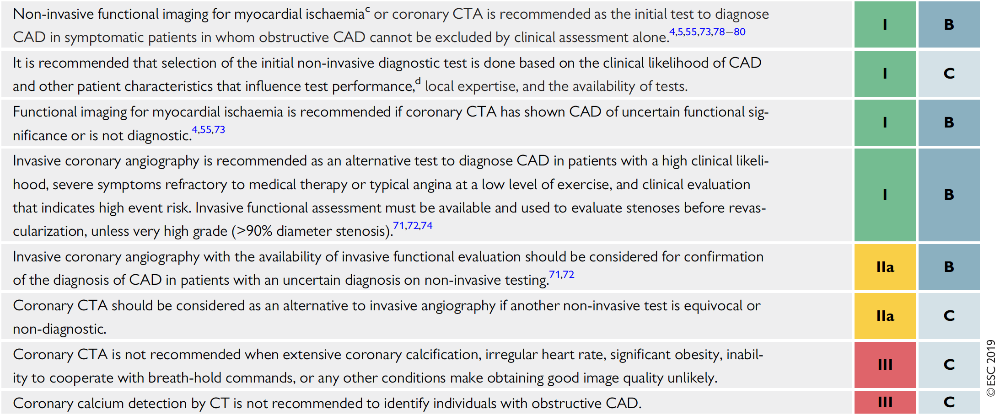 Non-invasive functional imaging for myocardial ischaemiaᶜ or coronary CTA is recommended as the initial test to diagnose
CAD in symptomatic patients in whom obstructive CAD cannot be excluded by clinical assessment alone.4,5,55,73,78–80
I
B
It is recommended that selection of the initial non-invasive diagnostic test is done based on the clinical likelihood of CAD
and other patient characteristics that influence test performance,ᵈ local expertise, and the availability of tests.
I
C
Functional imaging for myocardial ischaemia is recommended if coronary CTA has shown CAD of uncertain functional sig-
nificance or is not diagnostic.4,55,73
I
B
Invasive coronary angiography is recommended as an alternative test to diagnose CAD in patients with a high clinical likeli-
hood, severe symptoms refractory to medical therapy or typical angina at a low level of exercise, and clinical evaluation
that indicates high event risk. Invasive functional assessment must be available and used to evaluate stenoses before revas-
cularization, unless very high grade (>90% diameter stenosis).71,72,74
I
B
Invasive coronary angiography with the availability of invasive functional evaluation should be considered for confirmation
of the diagnosis of CAD in patients with an uncertain diagnosis on non-invasive testing.71,72
IIa
B
Coronary CTA should be considered as an alternative to invasive angiography if another non-invasive test is equivocal or
non-diagnostic.
IIa
C
Coronary CTA is not recommended when extensive coronary calcification, irregular heart rate, significant obesity, inabil-
ity to cooperate with breath-hold commands, or any other conditions make obtaining good image quality unlikely.
III
C
Coronary calcium detection by CT is not recommended to identify individuals with obstructive CAD.
III
C
©ESC 2019